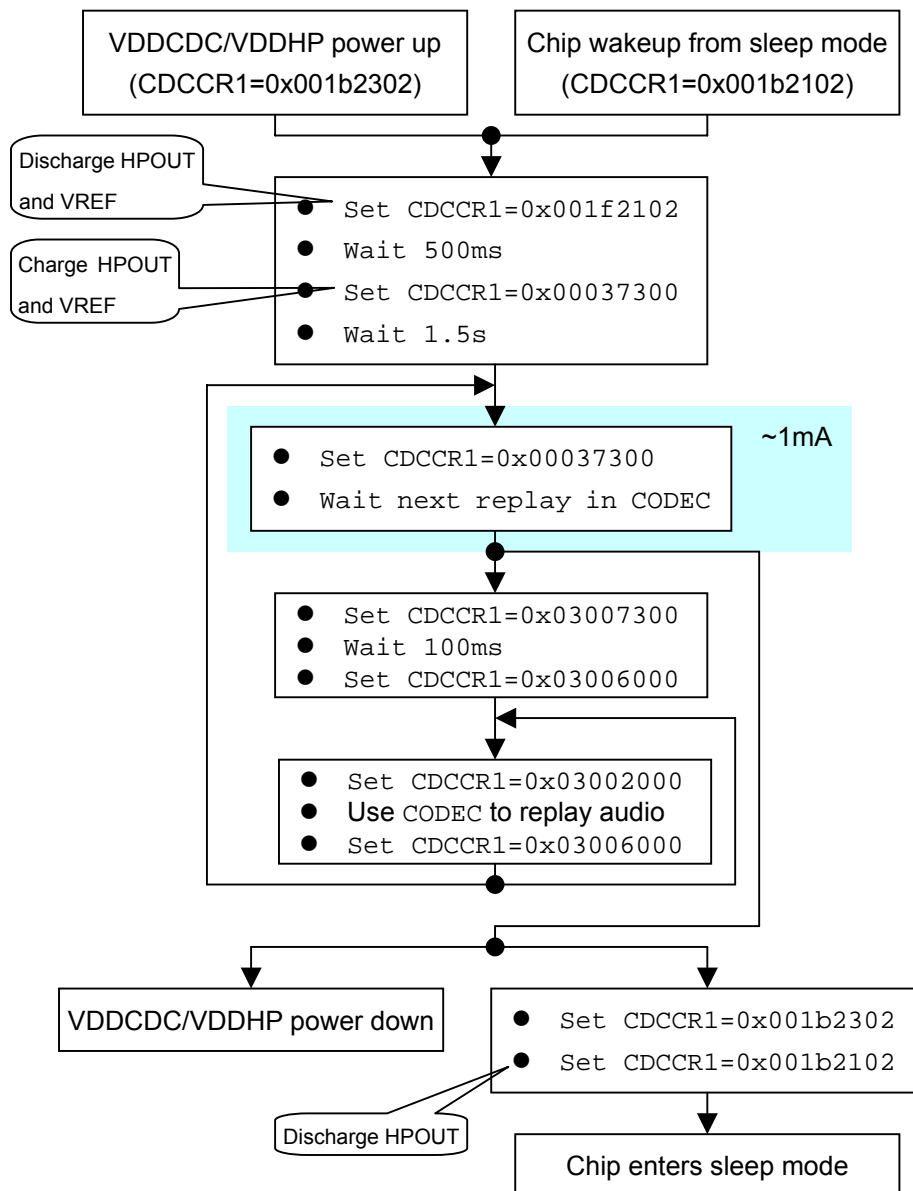 VDDCDC/VDDHP power up
(CDCCR1=0x001b2302)
Chip wakeup from sleep mode
(CDCCR1=0x001b2102)
Discharge HPOUT
and VREF
● Set CDCCR1=0x001f2102
● Wait 500ms
Charge HPOUT
and VREF
● Set CDCCR1=0x00037300
● Wait 1.5s
~1mA
● Set CDCCR1=0x00037300
● Wait next replay in CODEC
● Set CDCCR1=0x03007300
● Wait 100ms
● Set CDCCR1=0x03006000
● Set CDCCR1=0x03002000
● Use CODEC to replay audio
● Set CDCCR1=0x03006000
VDDCDC/VDDHP power down
● Set CDCCR1=0x001b2302
● Set CDCCR1=0x001b2102
Discharge HPOUT
Chip enters sleep mode